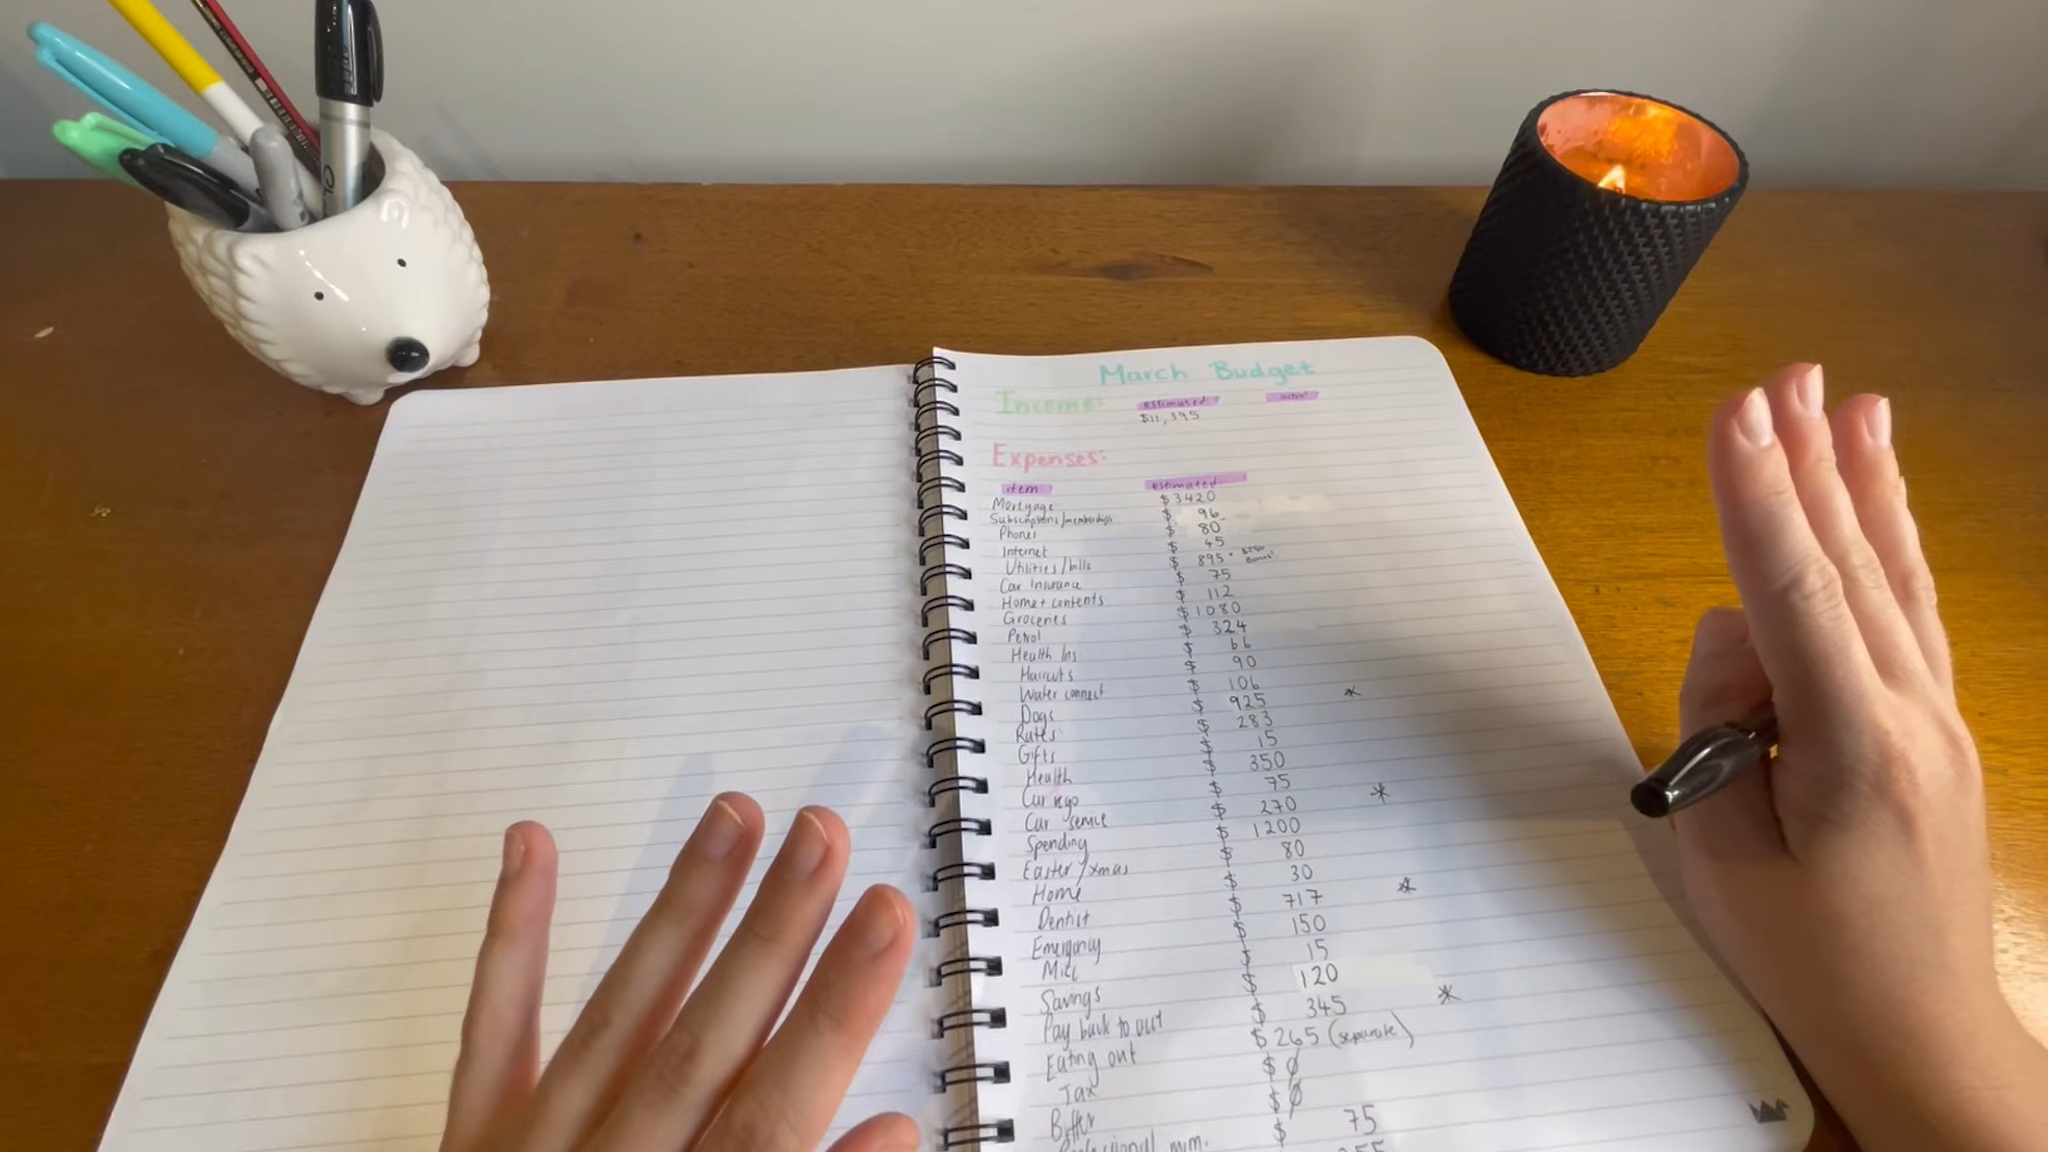 March Budget
Income: estimated actual
$11,395
Expenses:
item estimated
Mortgage $3420
Subscriptions/memberships $ 96
Phones $ 80
Internet $ 45
Utilities/bills $ 895 *
Car Insurance $ 75
Home + contents $ 112
Groceries $1080
Petrol $ 324
Health Ins $ 66
Haircuts $ 90
Water connect $ 106
Dogs $ 925 *
Rates $ 283
Gifts $ 15
Health $ 350
Car rego $ 75
Car service $ 270 *
Spending $ 1200
Easter/xmas $ 80
Home $ 30
Dentist $ 717 *
Emergency $ 150
Misc $ 15
Savings $ 120
Pay back to acct $ 345 *
Eating out $265 (separate)
Tax $0
Buffer $0
Professional mem. $ 75